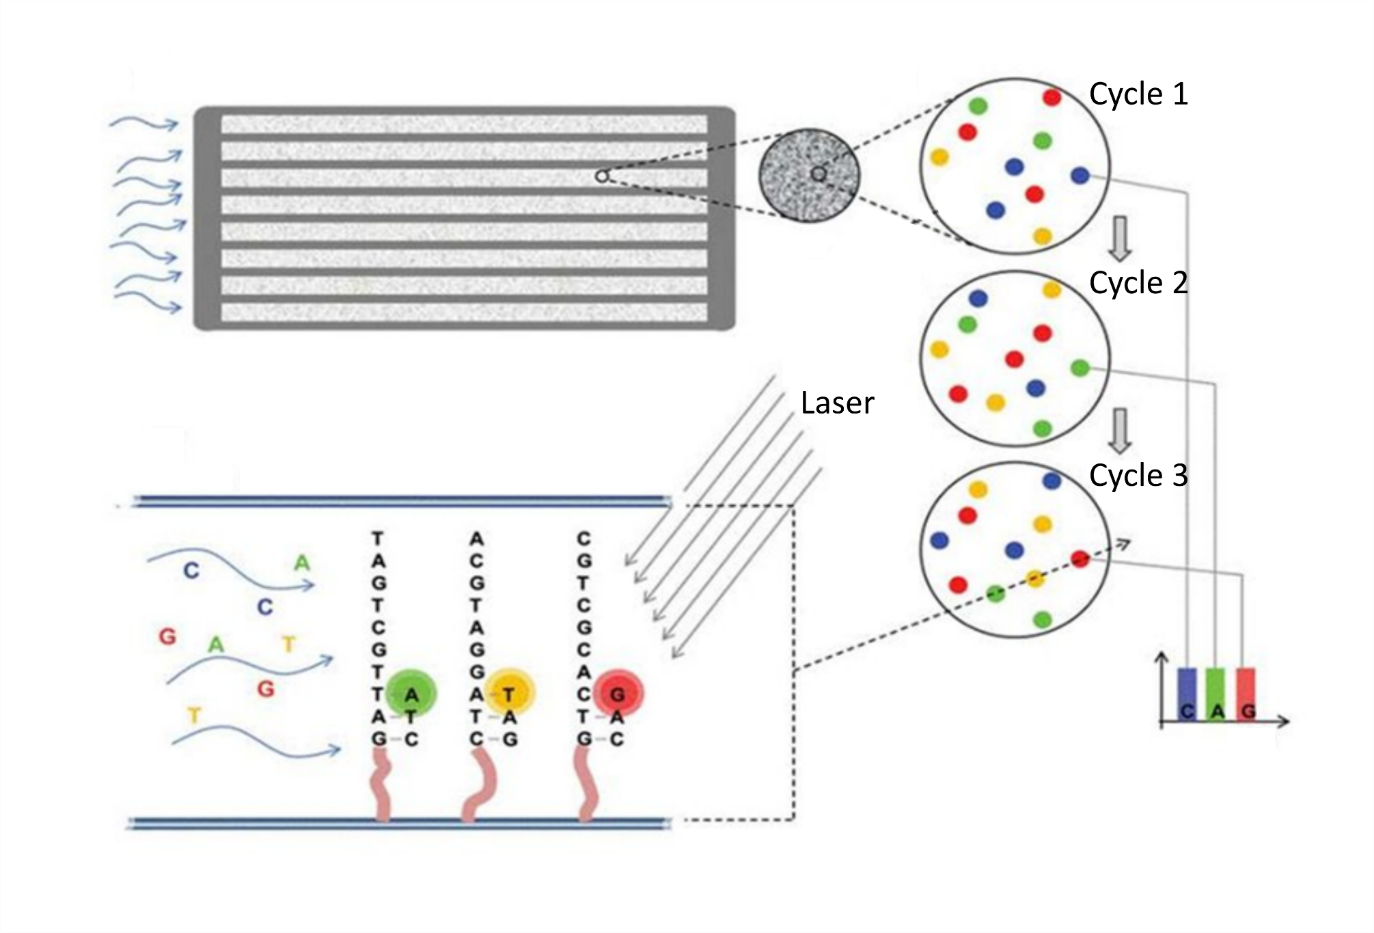 Cycle 1
Cycle 2
Laser
Cycle 3
C A
C
G A T
G
T
T A C
A C G
G G T
T T C
C A G
G G C
T G A
T A A T C G
A T T A T A
G C C G G C
C A G